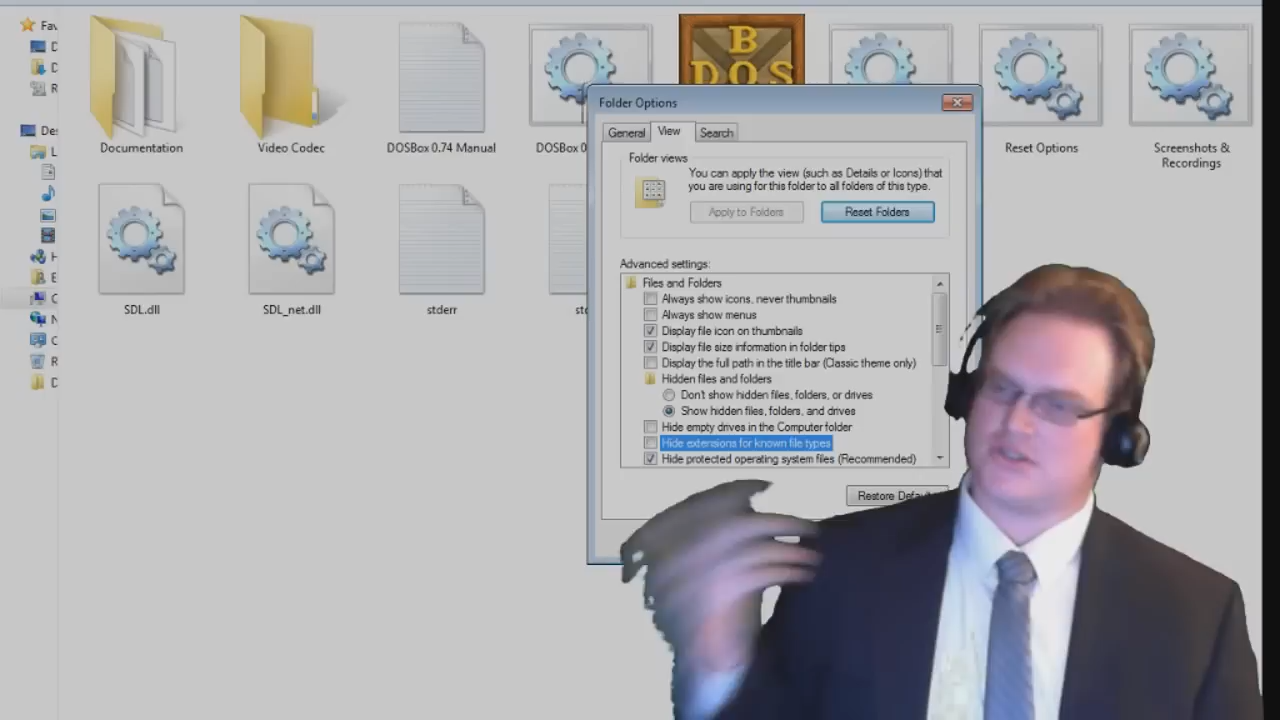 Fav
De
B
DOS
Documentation
Video Codec
DOSBox 0.74 Manual
DOSBox 0
Reset Options
Screenshots &
Recordings
SDL.dll
SDL_net.dll
stderr
Folder Options
General
View
Search
Folder views
You can apply the view (such as Details or Icons) that
you are using for this folder to all folders of this type.
Apply to Folders
Reset Folders
Advanced settings:
Files and Folders
Always show icons, never thumbnails
Always show menus
Display file icon on thumbnails
Display file size information in folder tips
Display the full path in the title bar (Classic theme only)
Hidden files and folders
Don't show hidden files, folders, or drives
Show hidden files, folders, and drives
Hide empty drives in the Computer folder
Hide extensions for known file types
Hide protected operating system files (Recommended)
Restore Defau